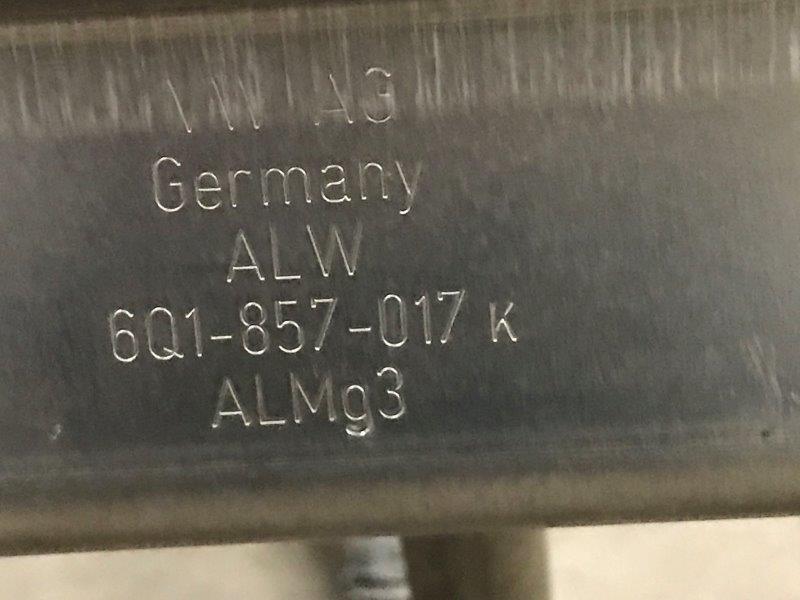 VW AG
Germany
ALW
6Q1-857-017 K
ALMg3